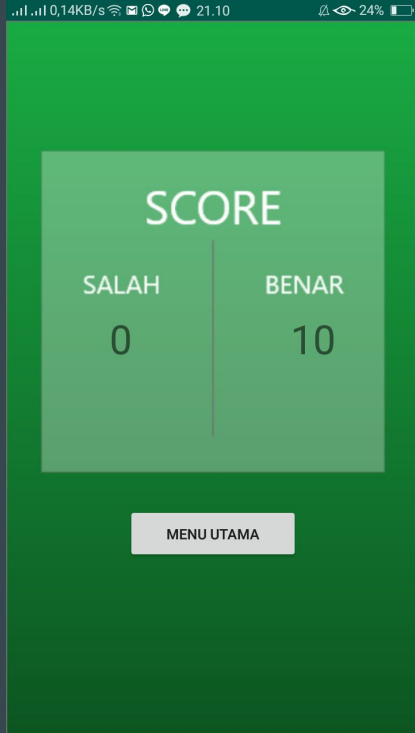 0,14KB/s 21.10 24%
SCORE
SALAH BENAR
0 10
MENU UTAMA